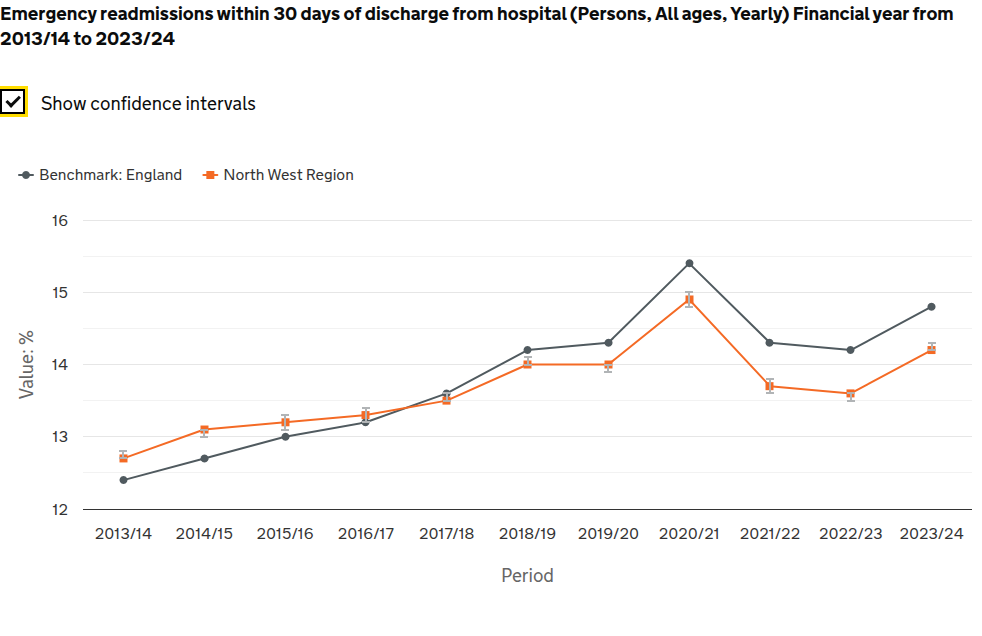 Emergency readmissions within 30 days of discharge from hospital (Persons, All ages, Yearly) Financial year from
2013/14 to 2023/24
Show confidence intervals
Benchmark: England North West Region
16
15
14
13
12
Value: %
2013/14 2014/15 2015/16 2016/17 2017/18 2018/19 2019/20 2020/21 2021/22 2022/23 2023/24
Period